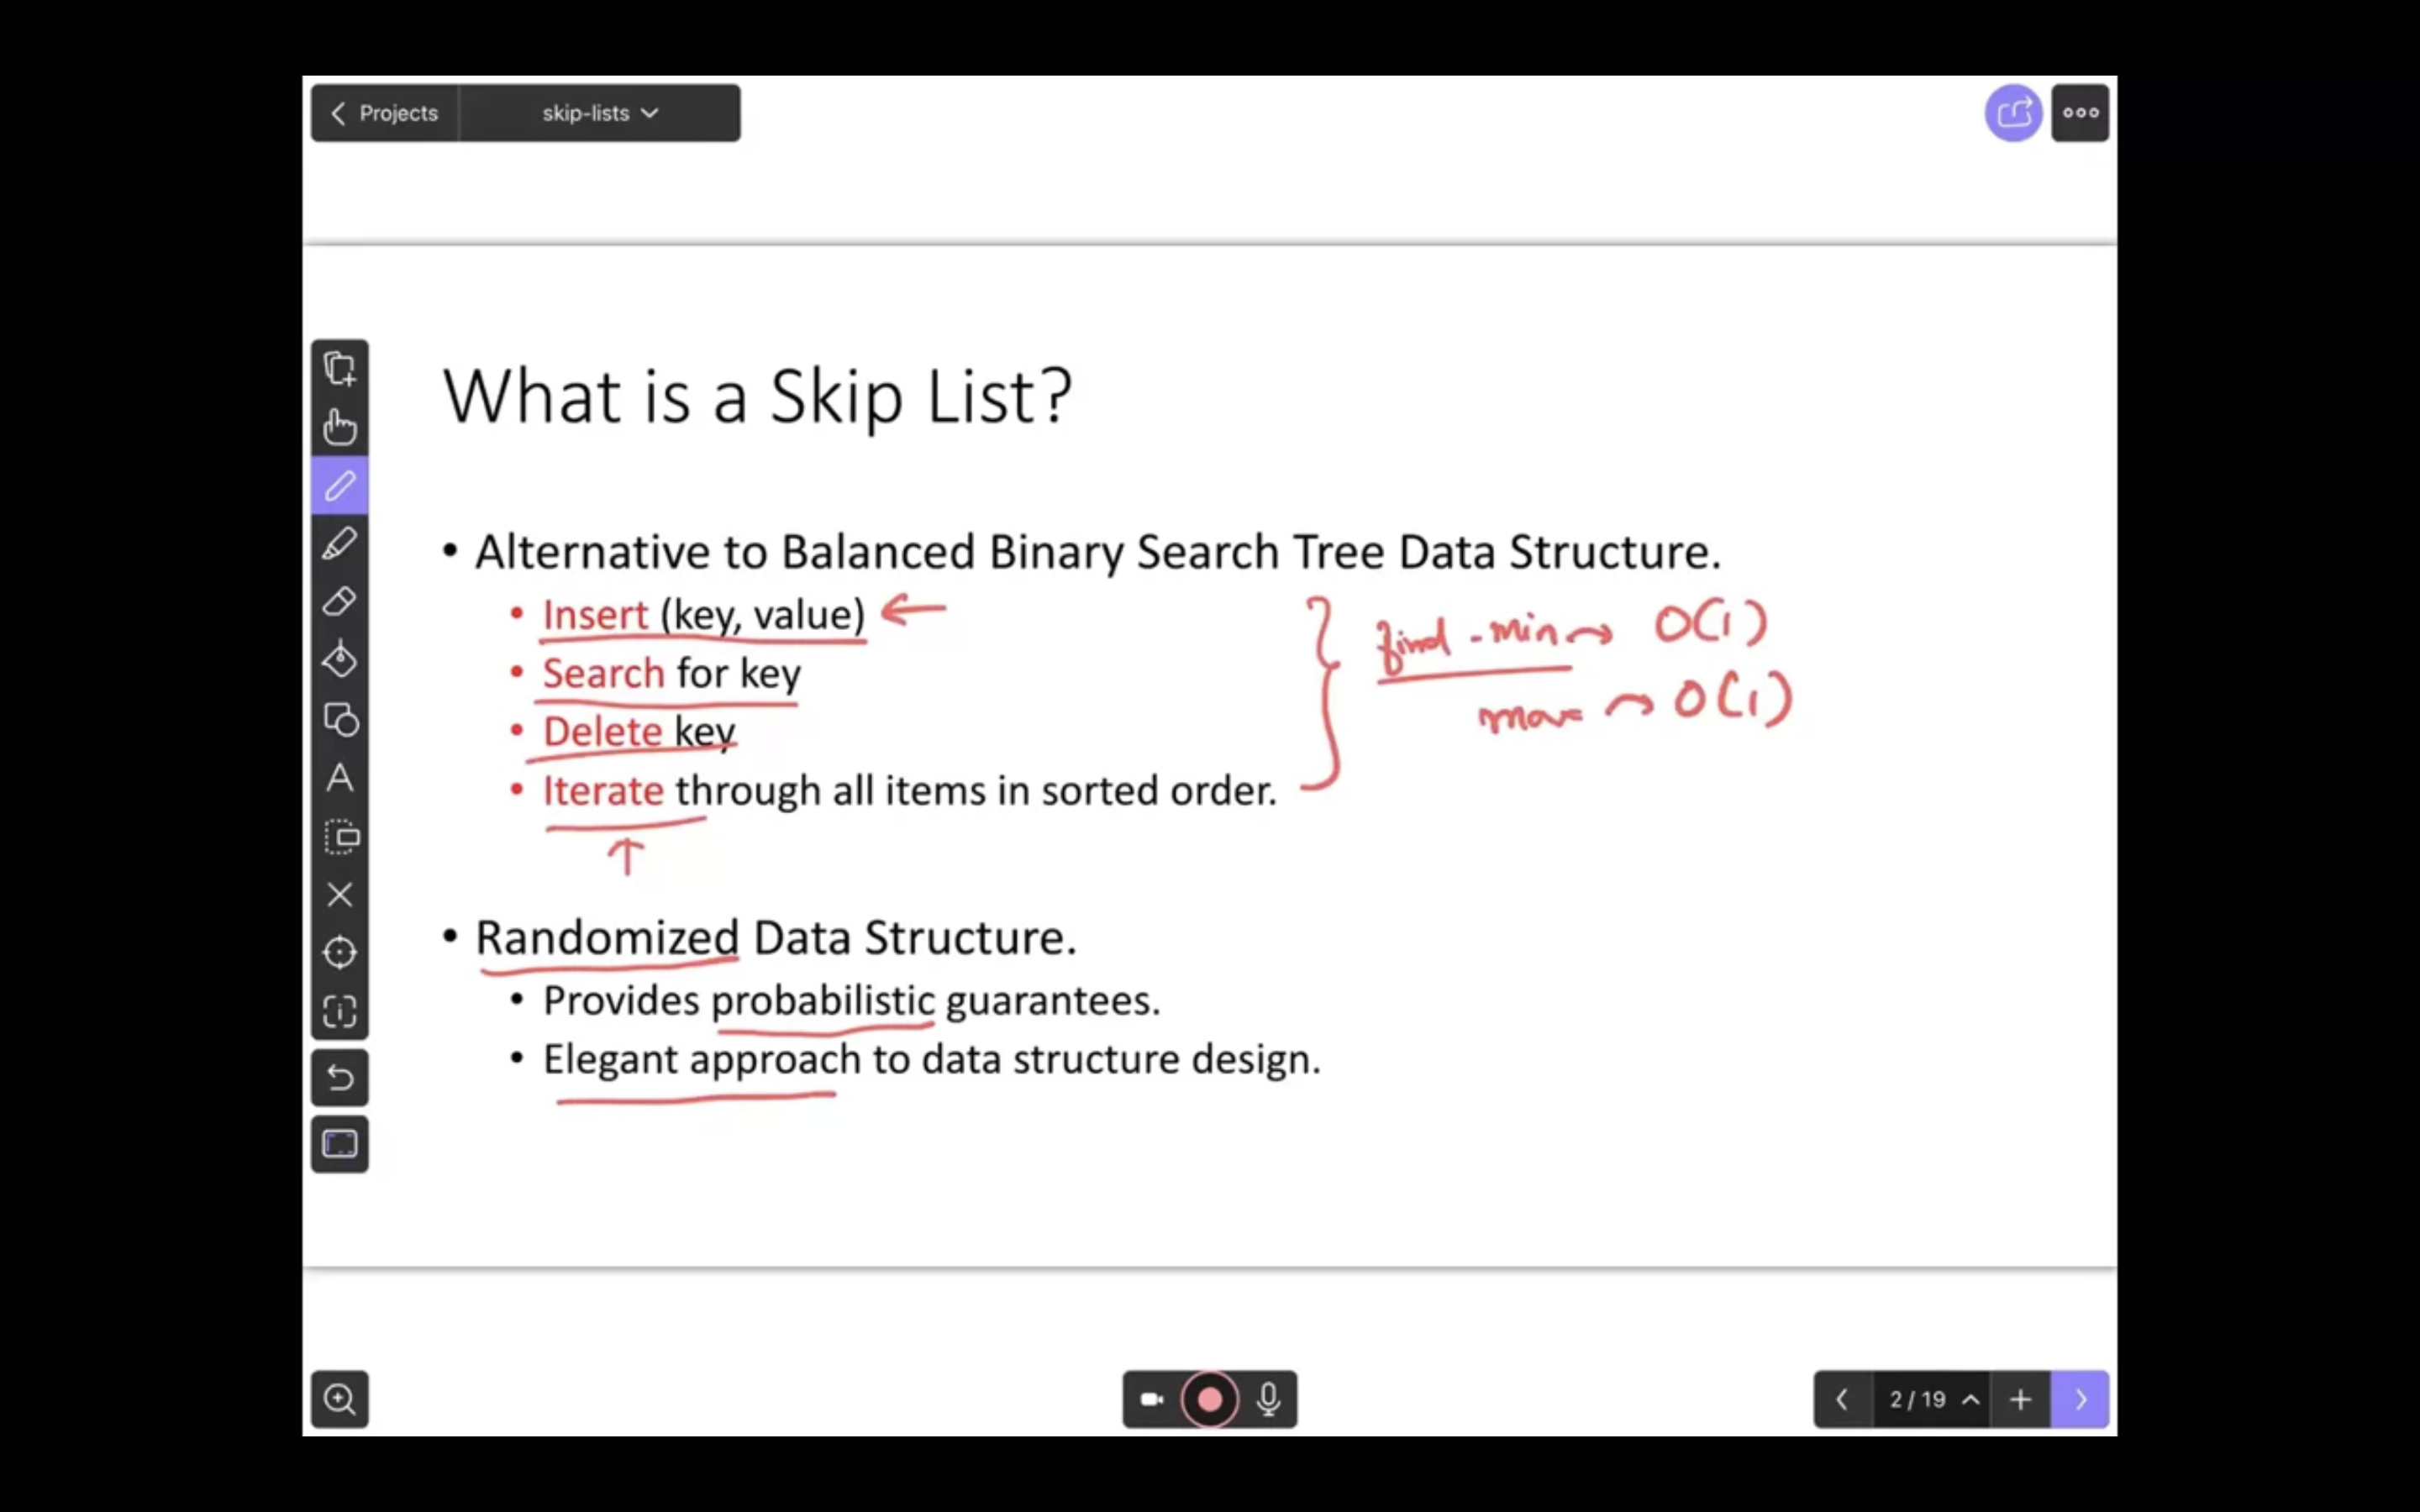 Projects skip-lists
What is a Skip List?
• Alternative to Balanced Binary Search Tree Data Structure.
• Insert (key, value) ←
• Search for key
• Delete key
• Iterate through all items in sorted order.
find-min → O(1)
→ O(1)
• Randomized Data Structure.
• Provides probabilistic guarantees.
• Elegant approach to data structure design.
2 / 19